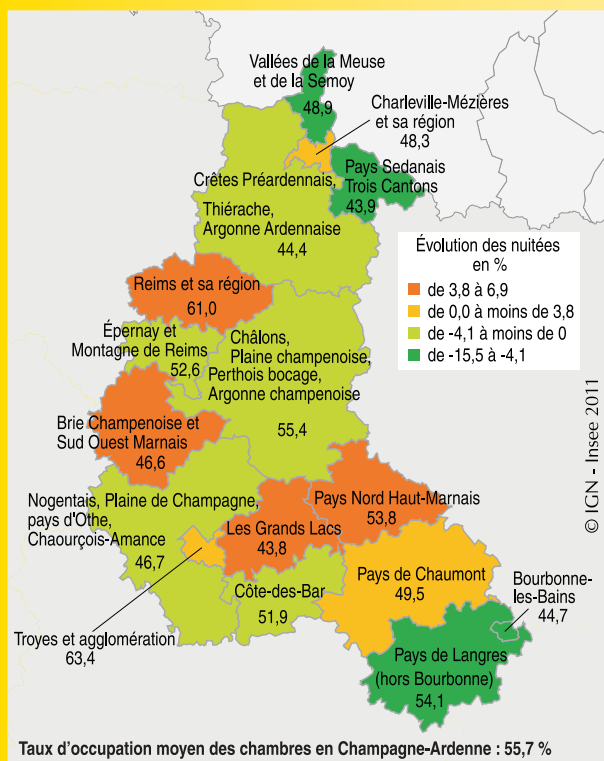 Vallées de la Meuse
et de la Semoy
48,9
Charleville-Mézières
et sa région
48,3
Pays Sedanais
Trois Cantons
43,9
Crêtes Préardennais,
Thiérache,
Argonne Ardennaise
44,4
Évolution des nuitées
en %
de 3,8 à 6,9
de 0,0 à moins de 3,8
de -4,1 à moins de 0
de -15,5 à -4,1
Reims et sa région
61,0
Épernay et
Montagne de Reims
52,6
Châlons,
Plaine champenoise,
Perthois bocage,
Argonne champenoise
55,4
Brie Champenoise et
Sud Ouest Marnais
46,6
Nogentais, Plaine de Champagne,
pays d'Othe,
Chaourçois-Amance
46,7
Les Grands Lacs
43,8
Pays Nord Haut-Marnais
53,8
Troyes et agglomération
63,4
Côte-des-Bar
51,9
Pays de Chaumont
49,5
Bourbonne-
les-Bains
44,7
Pays de Langres
(hors Bourbonne)
54,1
© IGN - Insee 2011
Taux d'occupation moyen des chambres en Champagne-Ardenne : 55,7 %